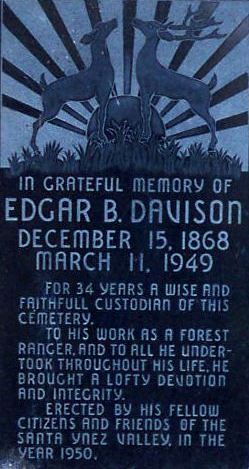 IN GRATEFUL MEMORY OF
EDGAR B. DAVISON
DECEMBER 15, 1868
MARCH 11, 1949
FOR 34 YEARS A WISE AND
FAITHFULL CUSTODIAN OF THIS
CEMETERY.
TO HIS WORK AS A FOREST
RANGER, AND TO ALL HE UNDER-
TOOK THROUGHOUT HIS LIFE, HE
BROUGHT A LOFTY DEVOTION
AND INTEGRITY.
ERECTED BY HIS FELLOW
CITIZENS AND FRIENDS OF THE
SANTA YNEZ VALLEY, IN THE
YEAR 1950.